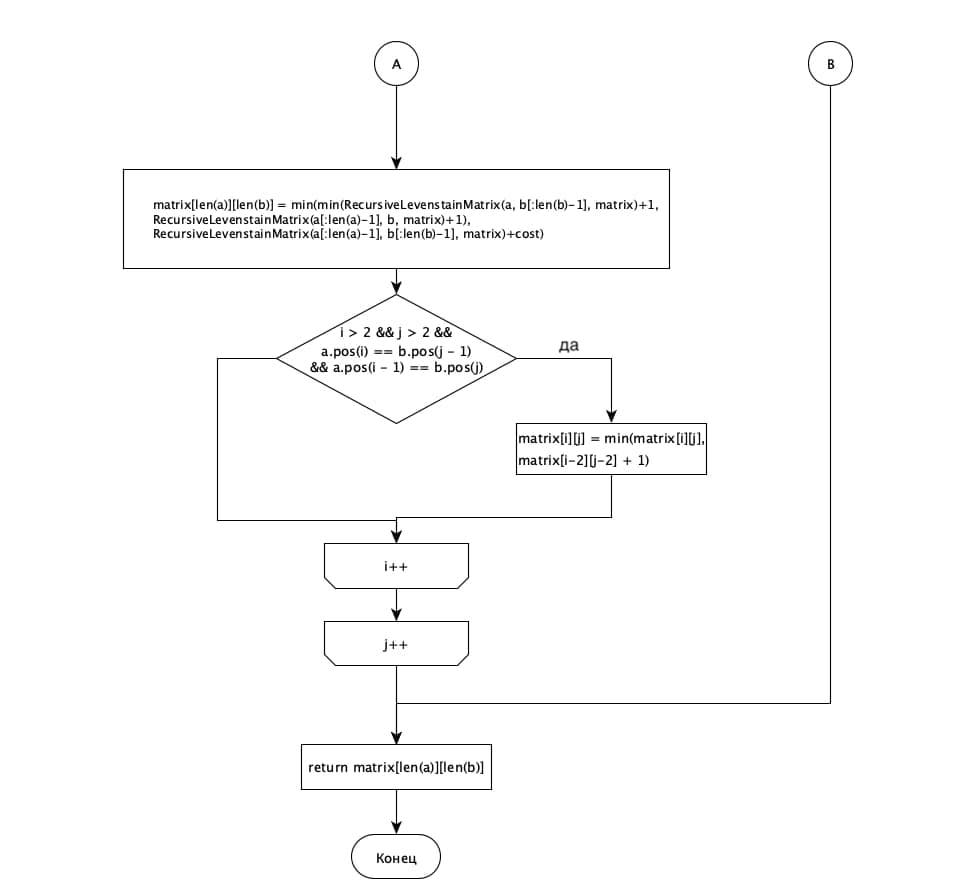 A
B
matrix[len(a)][len(b)] = min(min(RecursiveLevenstainMatrix(a, b[:len(b)-1], matrix)+1,
RecursiveLevenstainMatrix(a[:len(a)-1], b, matrix)+1),
RecursiveLevenstainMatrix(a[:len(a)-1], b[:len(b)-1], matrix)+cost)
i > 2 && j > 2 &&
a.pos(i) == b.pos(j - 1)
&& a.pos(i - 1) == b.pos(j)
да
matrix[i][j] = min(matrix[i][j],
matrix[i-2][j-2] + 1)
i++
j++
return matrix[len(a)][len(b)]
Конец